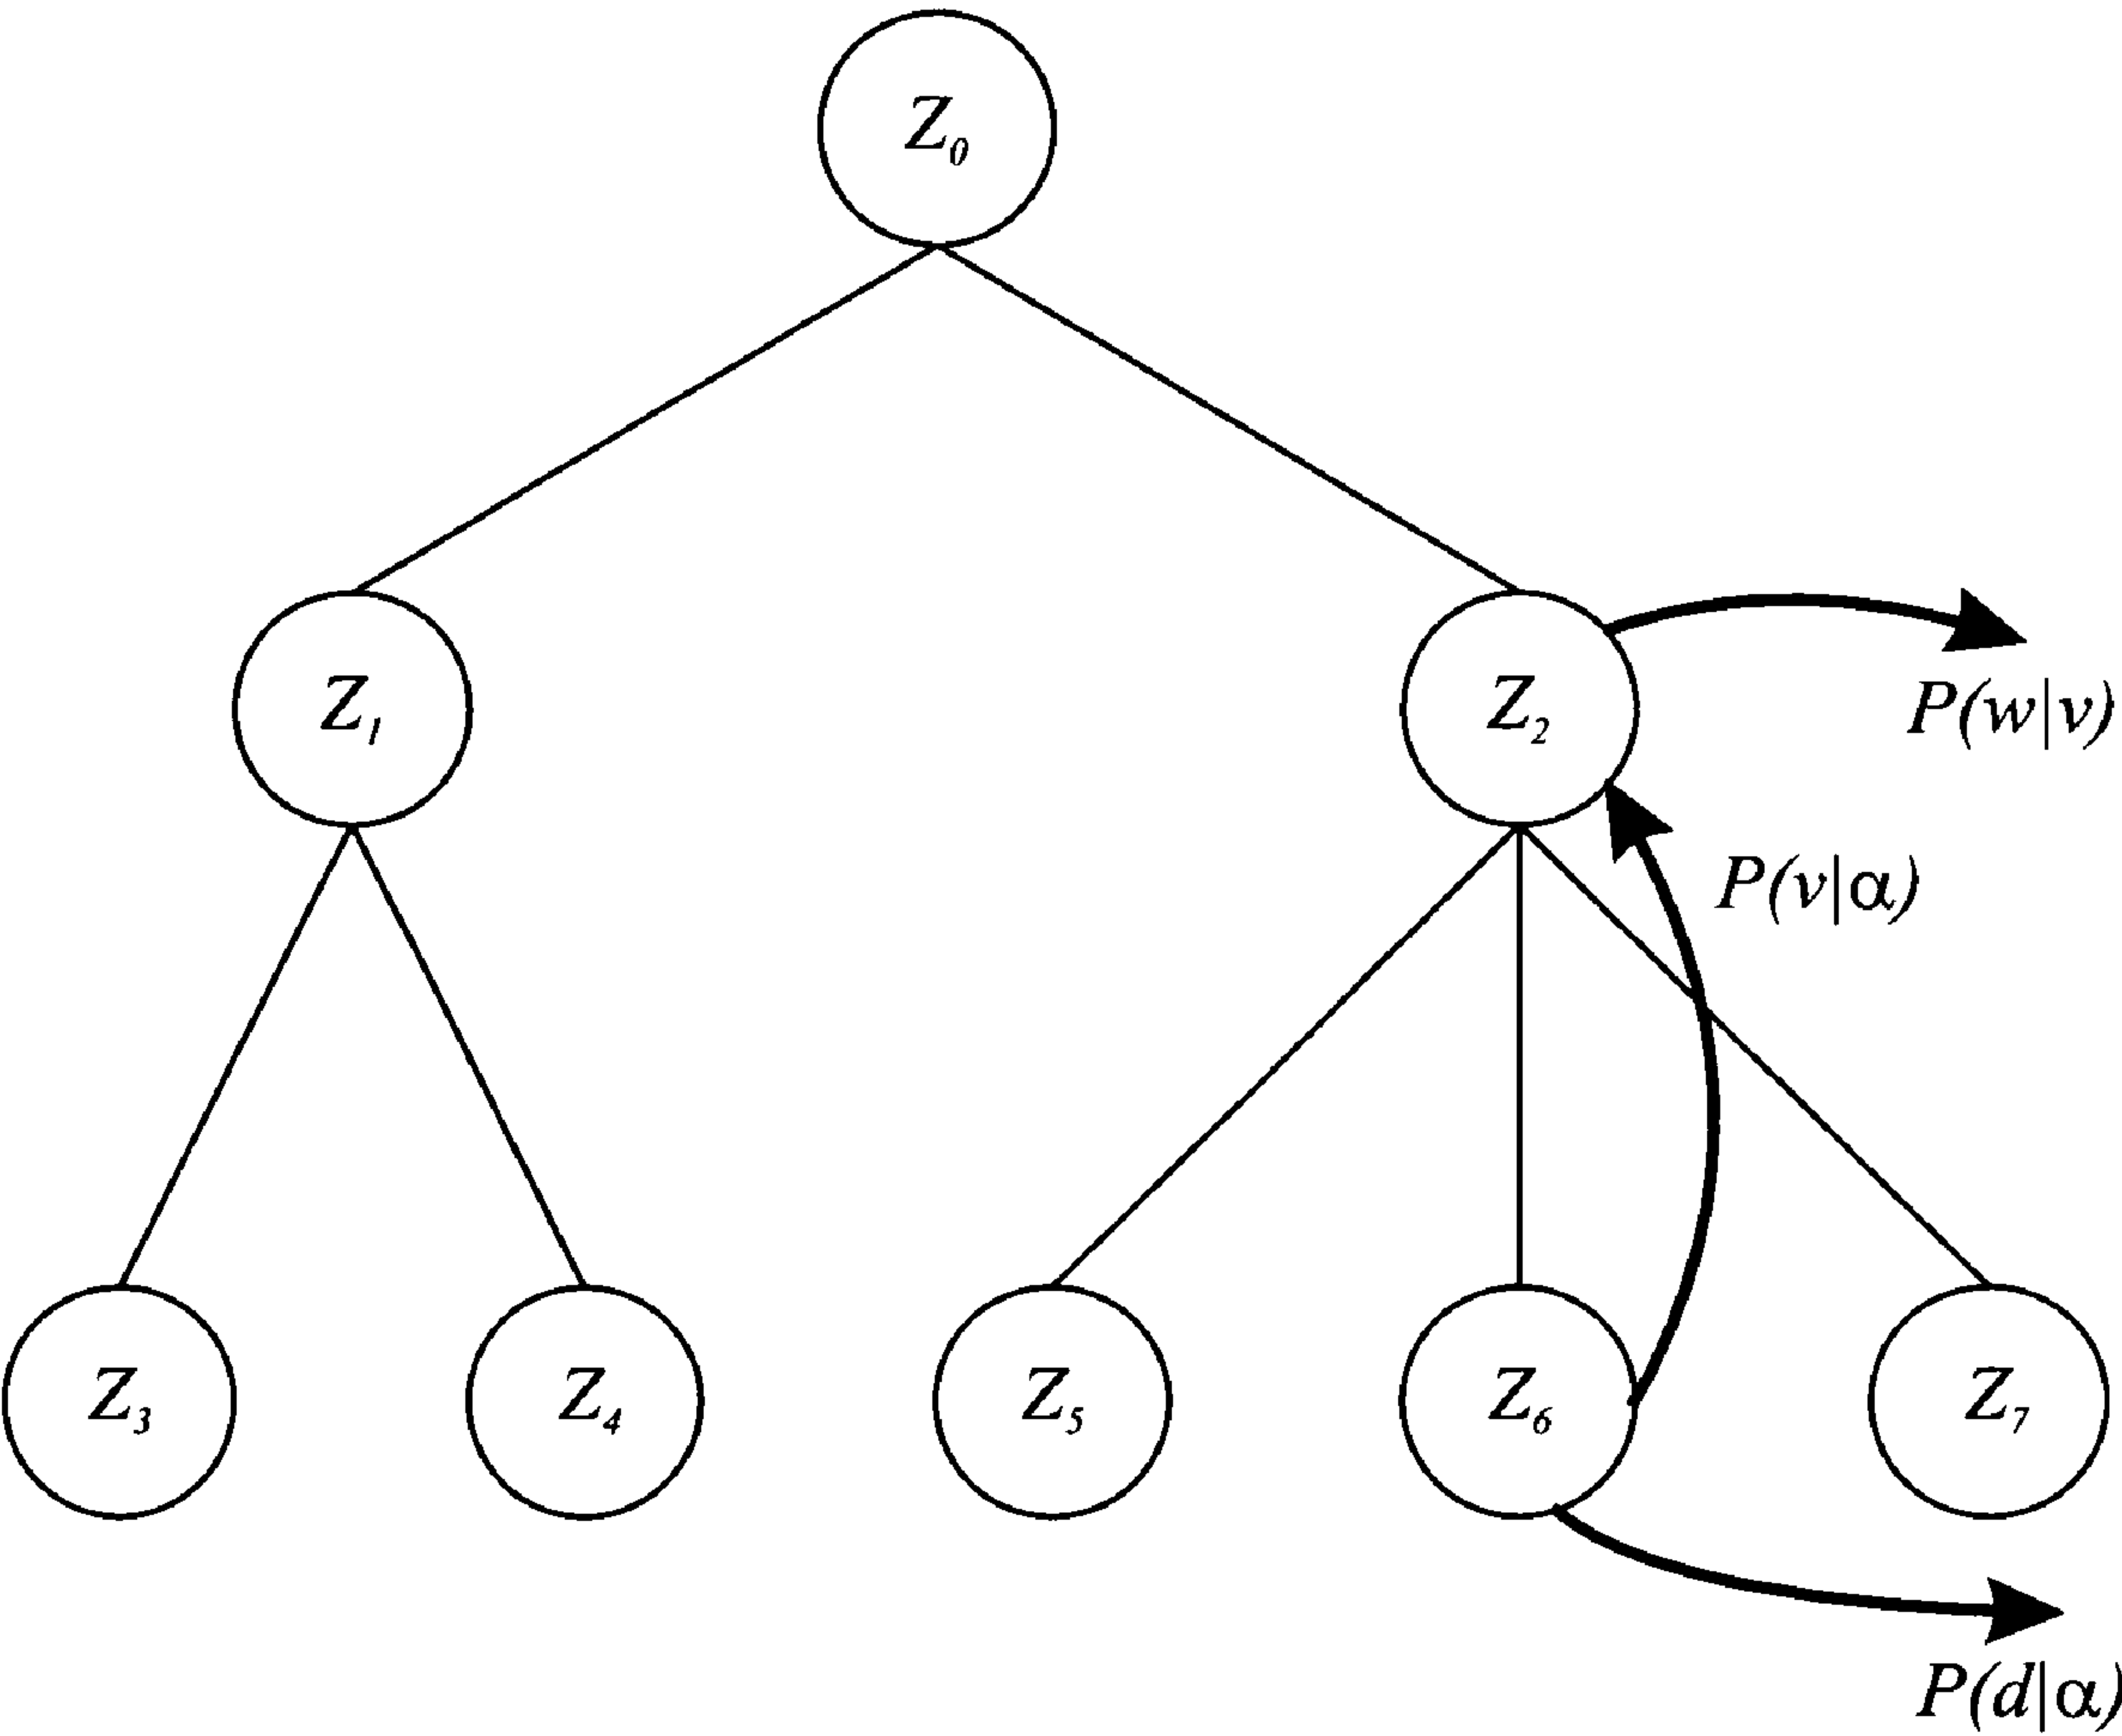 Z₀
Z₁
Z₂
P(w|v)
P(v|α)
Z₃
Z₄
Z₅
Z₆
Z₇
P(d|α)